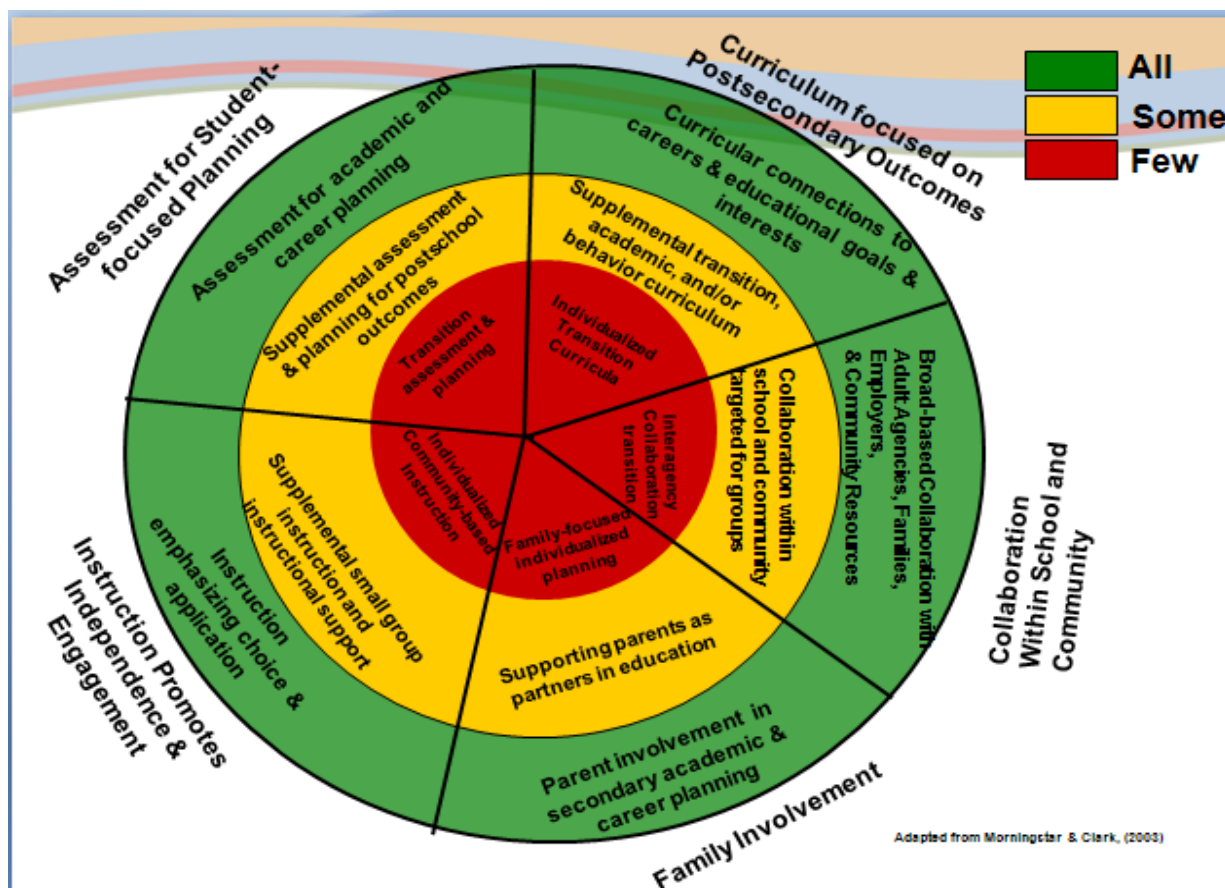 All
Some
Few
Assessment for Student-
focused Planning
Assessment for academic and
career planning
Supplemental assessment
& planning for postschool
outcomes
Transition
assessment &
planning
Curriculum focused on
Postsecondary Outcomes
Curricular connections to
careers & educational goals &
interests
Supplemental transition,
academic, and/or
behavior curriculum
Individualized
Transition
Curricula
Broad-based Collaboration with
Adult Agencies, Families,
Employers,
& Community Resources
Collaboration within
school and community
targeted for groups
Interagency
Collaboration
transition
Collaboration
Within School and
Community
Individualized
Community-based
Instruction
Supplemental small group
instruction and
instructional support
Instruction
emphasizing choice &
application
Instruction Promotes
Independence &
Engagement
Family-focused
individualized
planning
Supporting parents as
partners in education
Parent involvement in
secondary academic &
career planning
Family Involvement
Adapted from Morningstar & Clark, (2003)